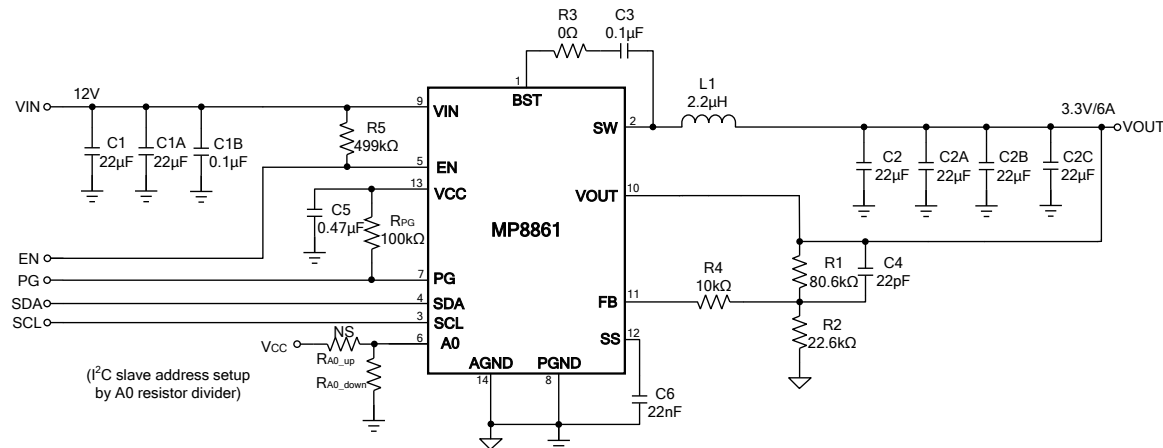 R3
0Ω
C3
0.1µF
1
BST
L1
2.2µH
VIN
12V
9
VIN
SW
2
3.3V/6A
VOUT
C1
22µF
C1A
22µF
C1B
0.1µF
R5
499kΩ
5
EN
C2
22µF
C2A
22µF
C2B
22µF
C2C
22µF
13
VCC
VOUT
10
C5
0.47µF
RPG
100kΩ
MP8861
EN
PG
7
PG
R1
80.6kΩ
C4
22pF
SDA
4
SDA
R4
10kΩ
FB
11
SCL
3
SCL
R2
22.6kΩ
SS
12
VCC
NS
6
A0
RA0_up
RA0_down
(I²C slave address setup
by A0 resistor divider)
AGND
PGND
14
8
C6
22nF